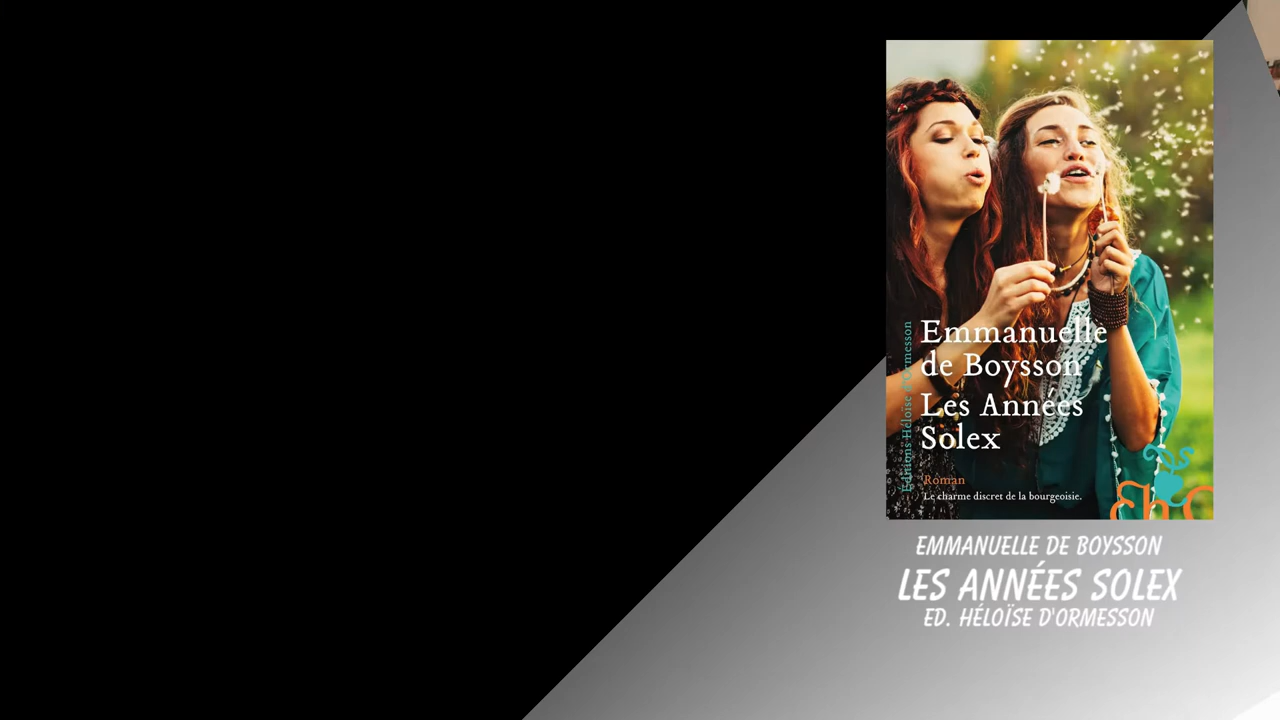 Emmanuelle
de Boysson
Les Années
Solex
Roman
Le charme discret de la bourgeoisie.
Editions Héloïse d'Ormesson
EMMANUELLE DE BOYSSON
LES ANNÉES SOLEX
ED. HÉLOÏSE D'ORMESSON